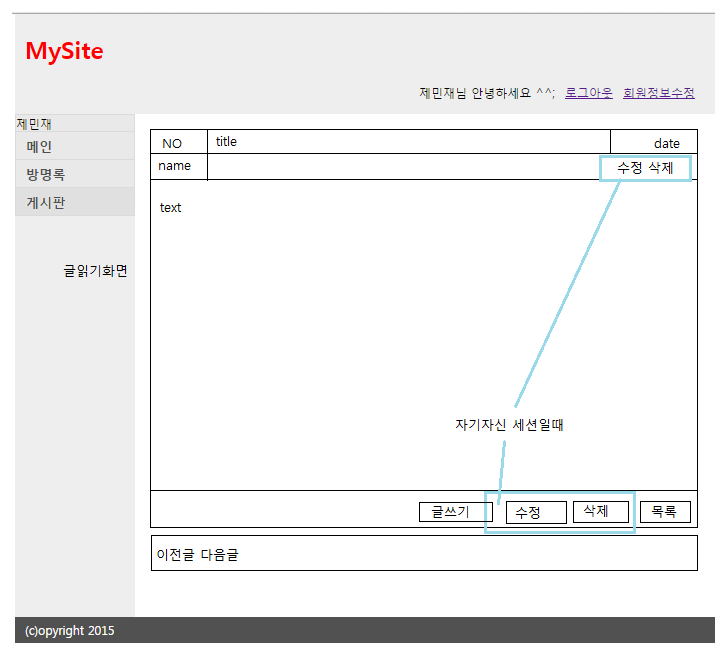 MySite
제민재님 안녕하세요 ^^; 로그아웃 회원정보수정
제민재
메인
방명록
게시판
글읽기화면
NO title date
name 수정 삭제
text
자기자신 세션일때
글쓰기 수정 삭제 목록
이전글 다음글
(c)opyright 2015